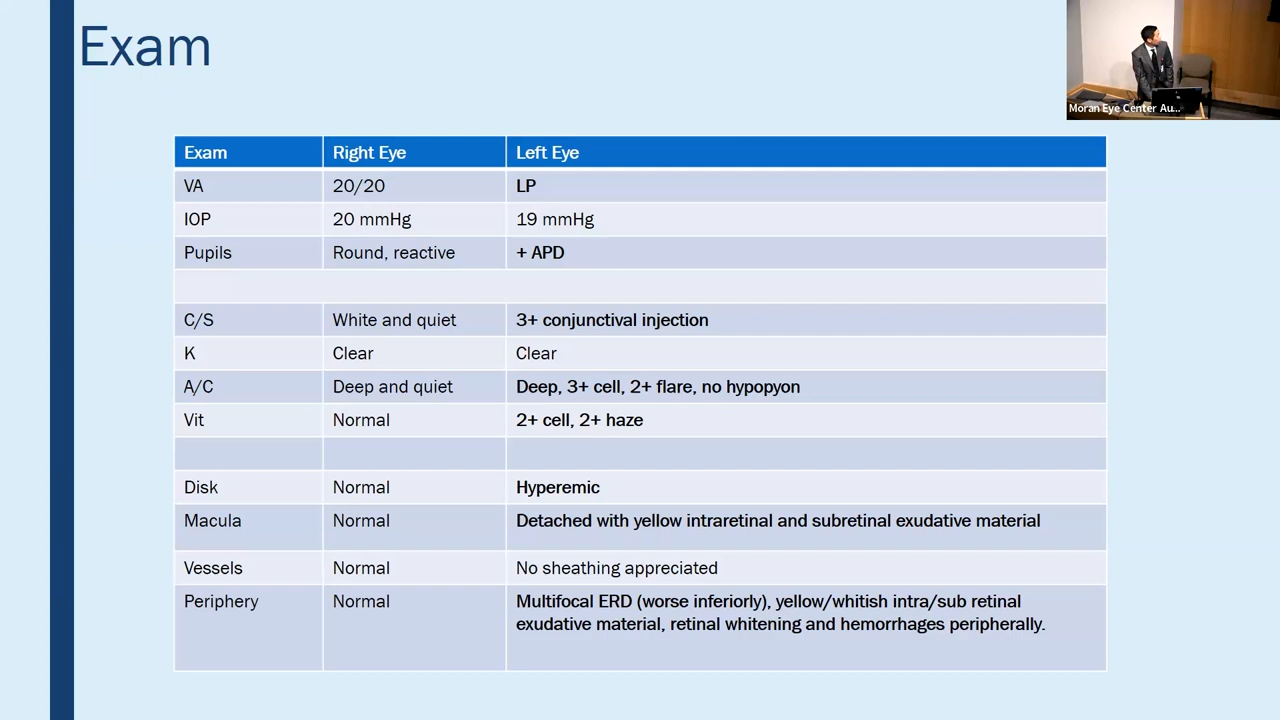 Exam
Moran Eye Center Au...
Exam Right Eye Left Eye
VA 20/20 LP
IOP 20 mmHg 19 mmHg
Pupils Round, reactive + APD
C/S White and quiet 3+ conjunctival injection
K Clear Clear
A/C Deep and quiet Deep, 3+ cell, 2+ flare, no hypopyon
Vit Normal 2+ cell, 2+ haze
Disk Normal Hyperemic
Macula Normal Detached with yellow intraretinal and subretinal exudative material
Vessels Normal No sheathing appreciated
Periphery Normal Multifocal ERD (worse inferiorly), yellow/whitish intra/sub retinal
exudative material, retinal whitening and hemorrhages peripherally.